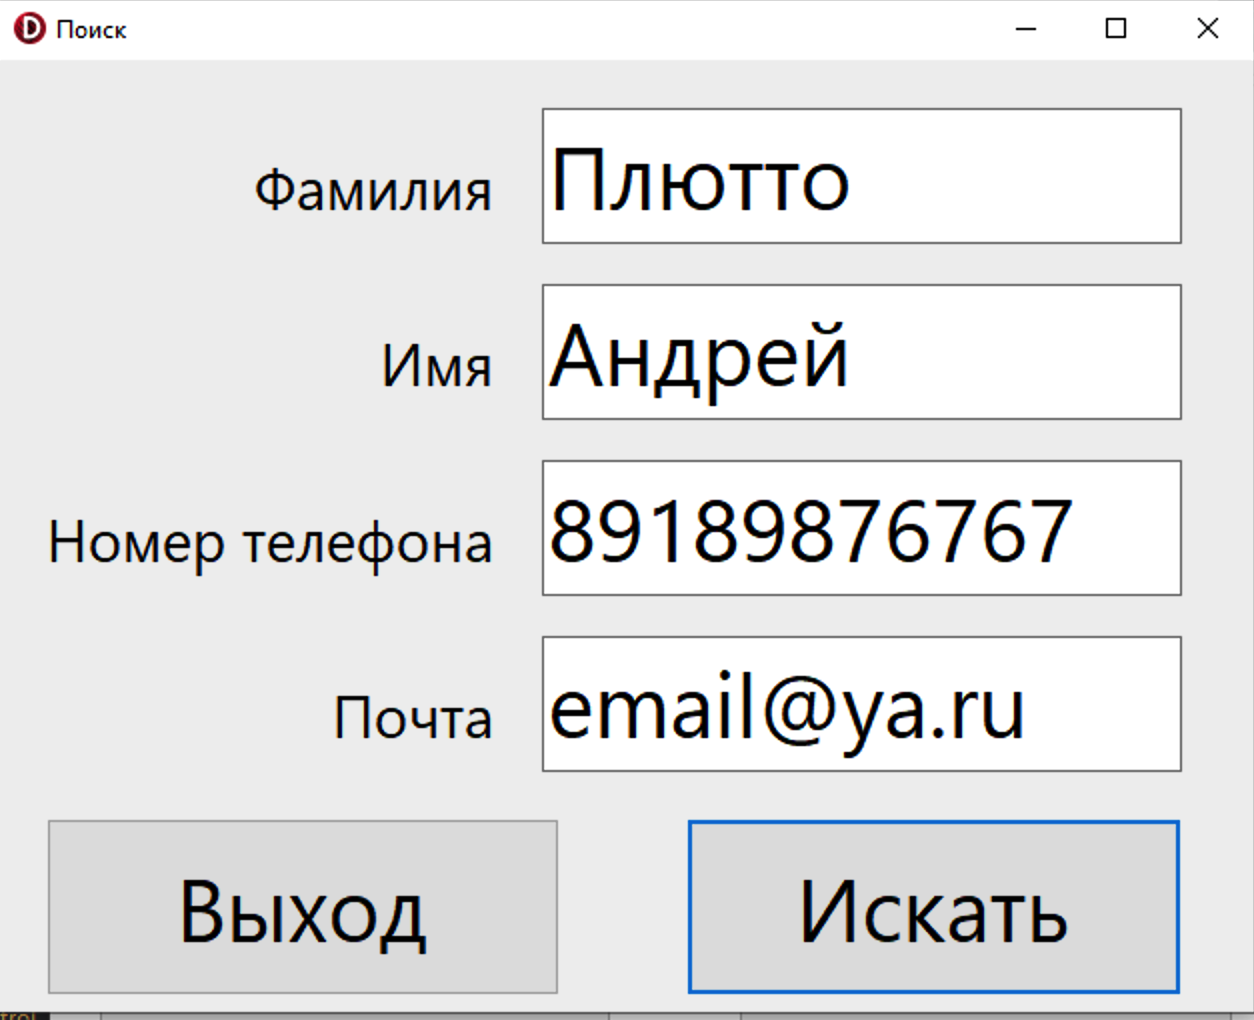 Поиск
Фамилия Плютто
Имя Андрей
Номер телефона 89189876767
Почта email@ya.ru
Выход Искать